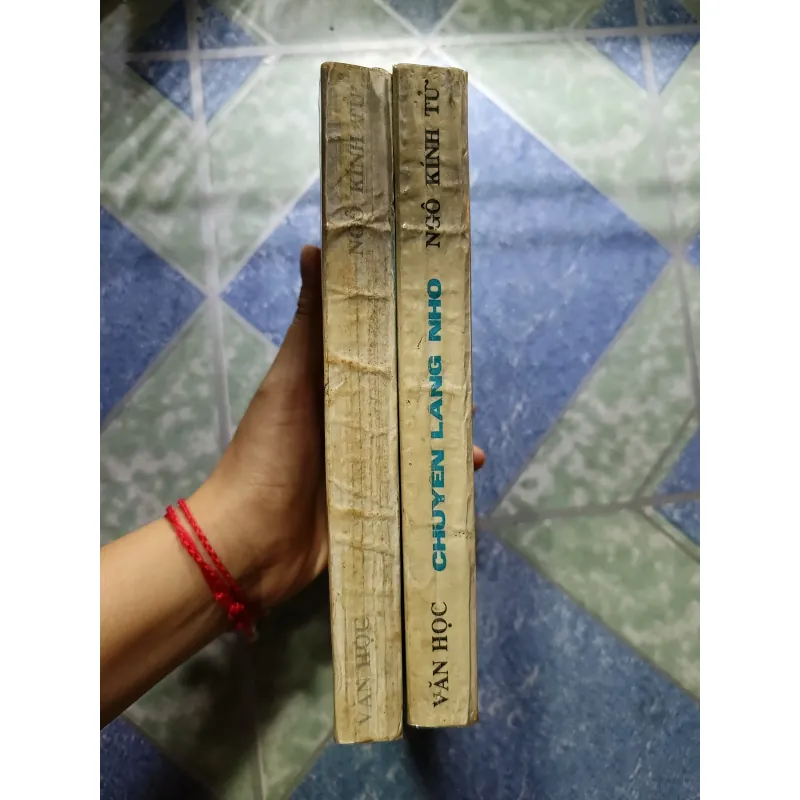 VĂN HỌC NGÔ KÍNH TỬ
VĂN HỌC CHUYỆN LÀNG NHO NGÔ KÍNH TỬ